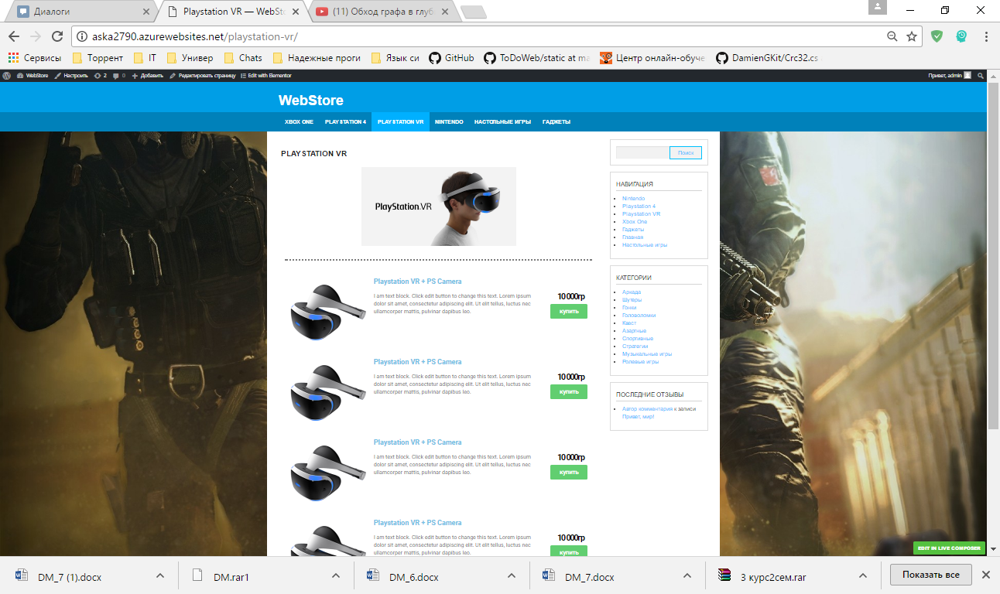 Диалоги
Playstation VR — WebSto
(11) Обход графа в глуб
aska2790.azurewebsites.net/playstation-vr/
Сервисы Торрент IT Универ Chats Надежные проги Язык си GitHub ToDoWeb/static at ma Центр онлайн-обуче DamienGKit/Crc32.cs
WebStore Настроить 2 0 Добавить Редактировать страницу Edit with Elementor Привет, admin
WebStore
XBOX ONE PLAYSTATION 4 PLAYSTATION VR NINTENDO НАСТОЛЬНЫЕ ИГРЫ ГАДЖЕТЫ
PLAYSTATION VR
PlayStation.VR
Playstation VR + PS Camera
I am text block. Click edit button to change this text. Lorem ipsum
dolor sit amet, consectetur adipiscing elit. Ut elit tellus, luctus nec
ullamcorper mattis, pulvinar dapibus leo.
10 000гр
купить
Playstation VR + PS Camera
I am text block. Click edit button to change this text. Lorem ipsum
dolor sit amet, consectetur adipiscing elit. Ut elit tellus, luctus nec
ullamcorper mattis, pulvinar dapibus leo.
10 000гр
купить
Playstation VR + PS Camera
I am text block. Click edit button to change this text. Lorem ipsum
dolor sit amet, consectetur adipiscing elit. Ut elit tellus, luctus nec
ullamcorper mattis, pulvinar dapibus leo.
10 000гр
купить
Playstation VR + PS Camera
I am text block. Click edit button to change this text. Lorem ipsum
dolor sit amet, consectetur adipiscing elit. Ut elit tellus, luctus nec
ullamcorper mattis, pulvinar dapibus leo.
10 000гр
купить
Поиск
НАВИГАЦИЯ
Nintendo
Playstation 4
Playstation VR
Xbox One
Гаджеты
Главная
Настольные игры
КАТЕГОРИИ
Аркада
Шутеры
Гонки
Головоломки
Квест
Азартные
Спортивные
Стратегии
Музыкальные игры
Ролевые игры
ПОСЛЕДНИЕ ОТЗЫВЫ
Автор комментария к записи
Привет, мир!
EDIT IN LIVE COMPOSER
DM_7 (1).docx DM.rar1 DM_6.docx DM_7.docx 3 курс2сем.rar Показать все